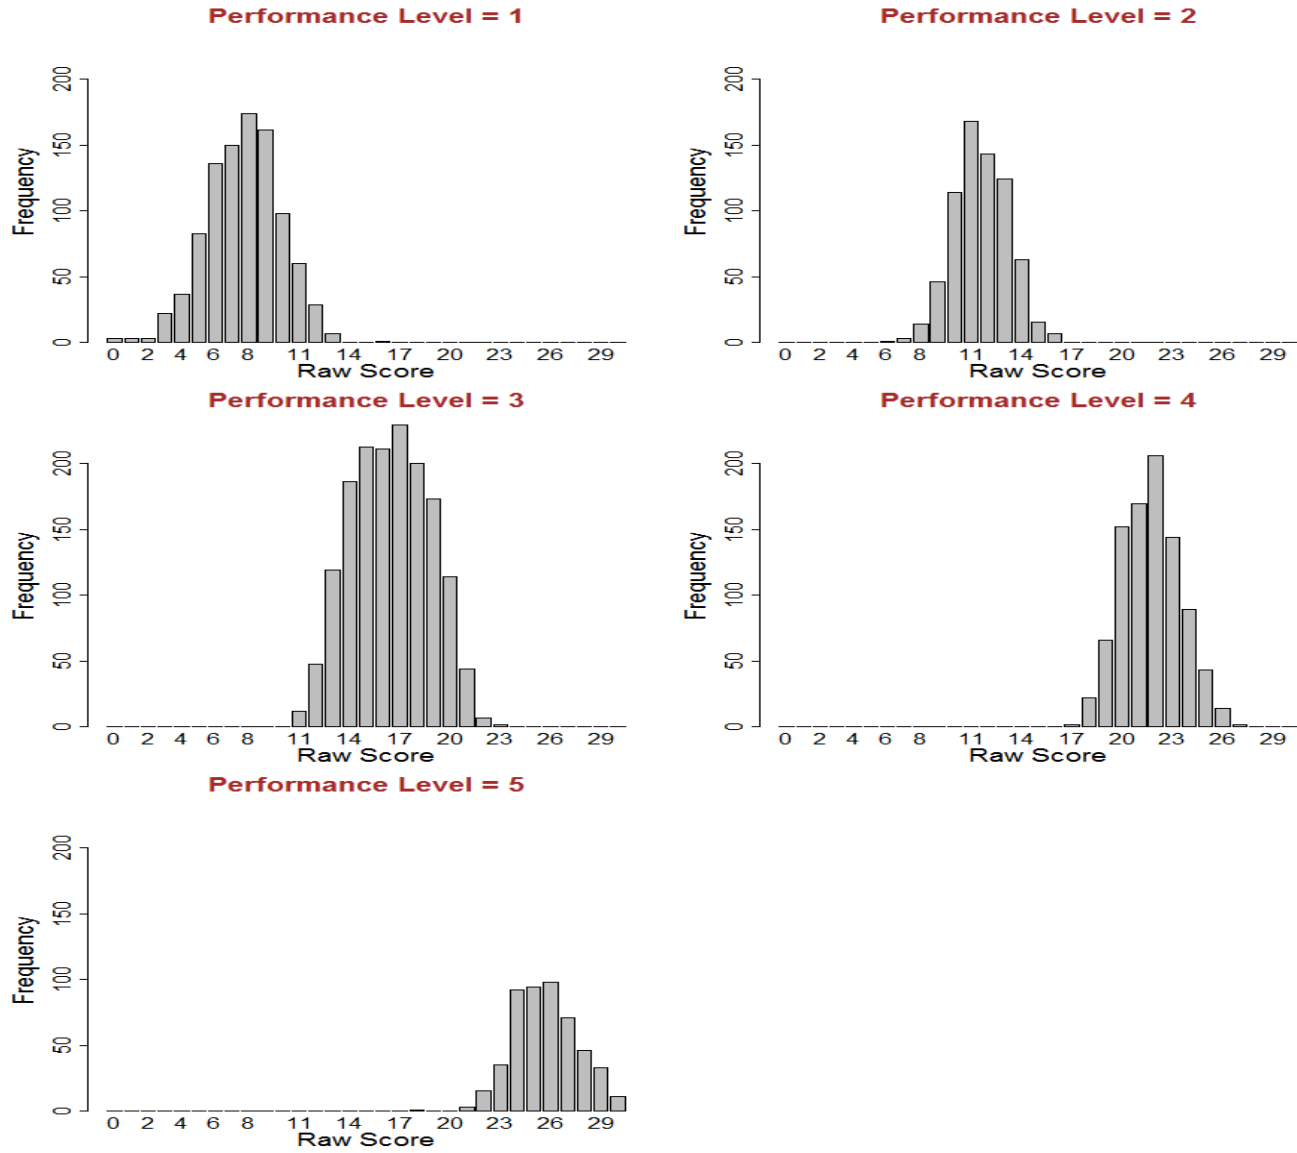 Performance Level = 1
Frequency
0 50 100 150 200
0 2 4 6 8 11 14 17 20 23 26 29
Raw Score
Performance Level = 2
Frequency
0 50 100 150 200
0 2 4 6 8 11 14 17 20 23 26 29
Raw Score
Performance Level = 3
Frequency
0 50 100 150 200
0 2 4 6 8 11 14 17 20 23 26 29
Raw Score
Performance Level = 4
Frequency
0 50 100 150 200
0 2 4 6 8 11 14 17 20 23 26 29
Raw Score
Performance Level = 5
Frequency
0 50 100 150 200
0 2 4 6 8 11 14 17 20 23 26 29
Raw Score